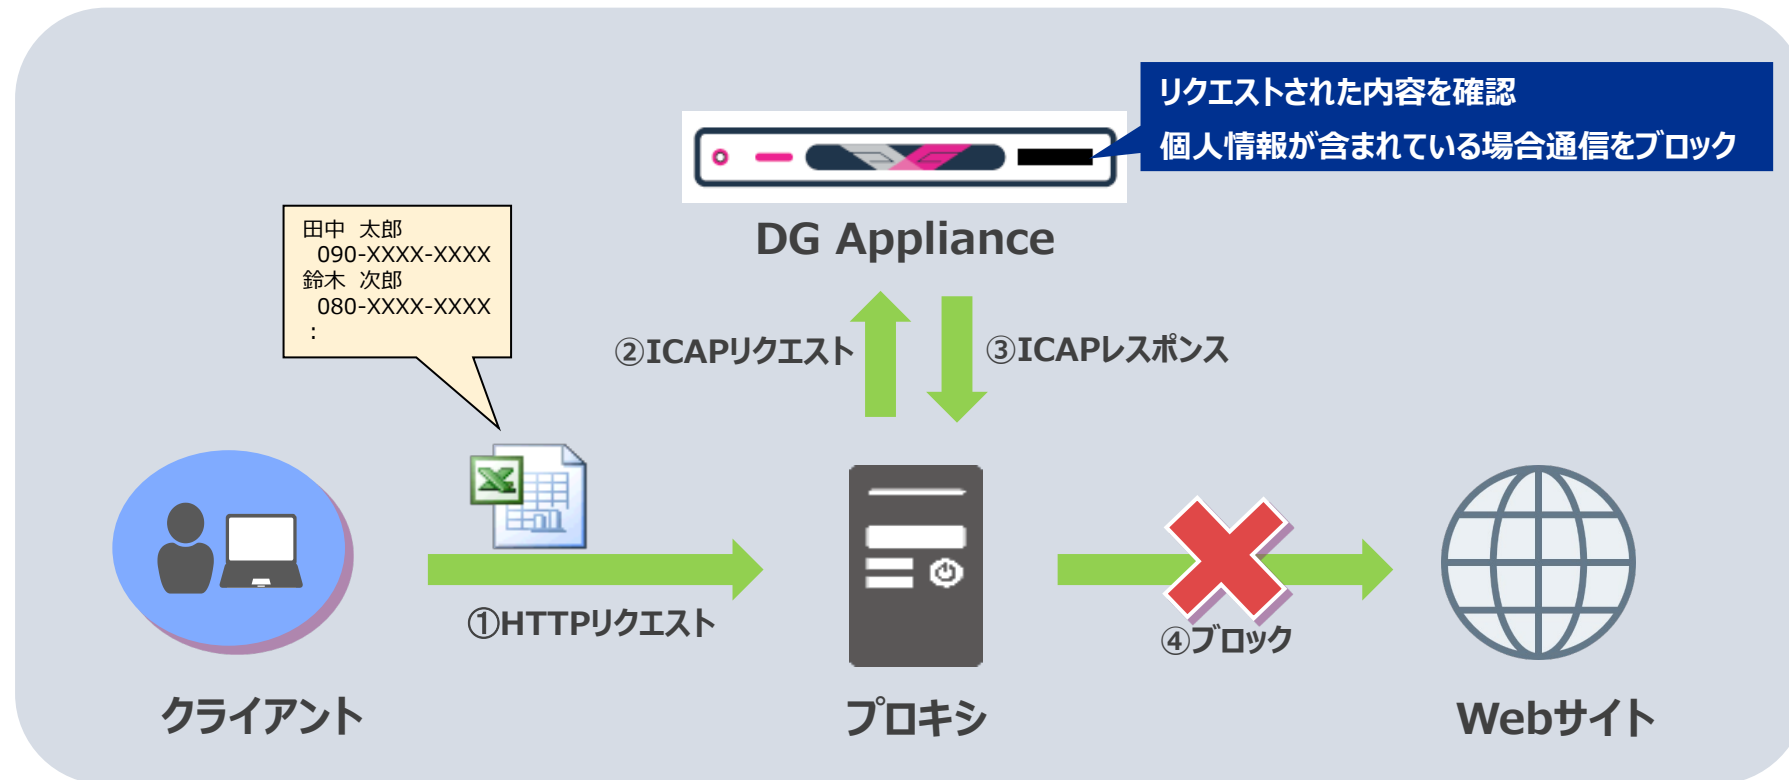 リクエストされた内容を確認
個人情報が含まれている場合通信をブロック
田中 太郎
090-XXXX-XXXX
鈴木 次郎
080-XXXX-XXXX
:
DG Appliance
②ICAPリクエスト
③ICAPレスポンス
①HTTPリクエスト
④ブロック
クライアント
プロキシ
Webサイト